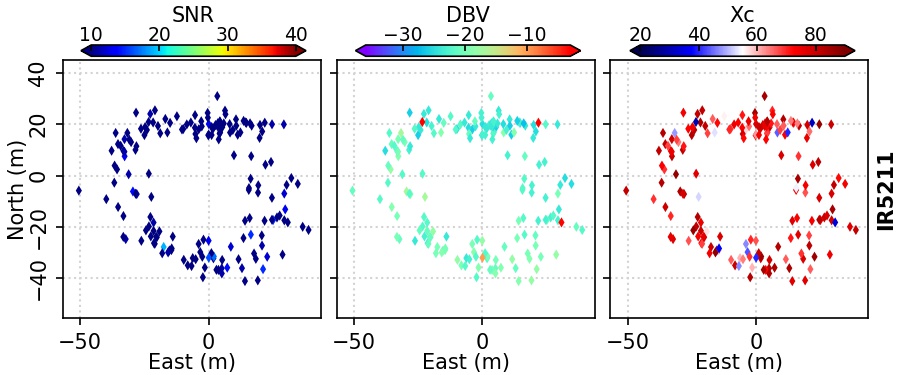 SNR
DBV
Xc
10 20 30 40
−30 −20 −10
20 40 60 80
North (m)
40
20
0
−20
−40
−50 0
−50 0
−50 0
East (m)
East (m)
East (m)
IR5211